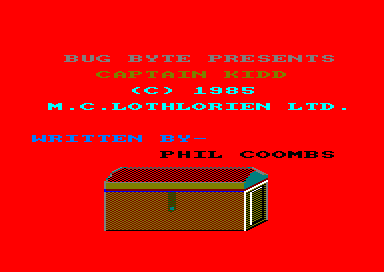 BUG BYTE PRESENTS
CAPTAIN KIDD
(C) 1985
M.C.LOTHLORIEN LTD.
WRITTEN BY-
PHIL COOMBS